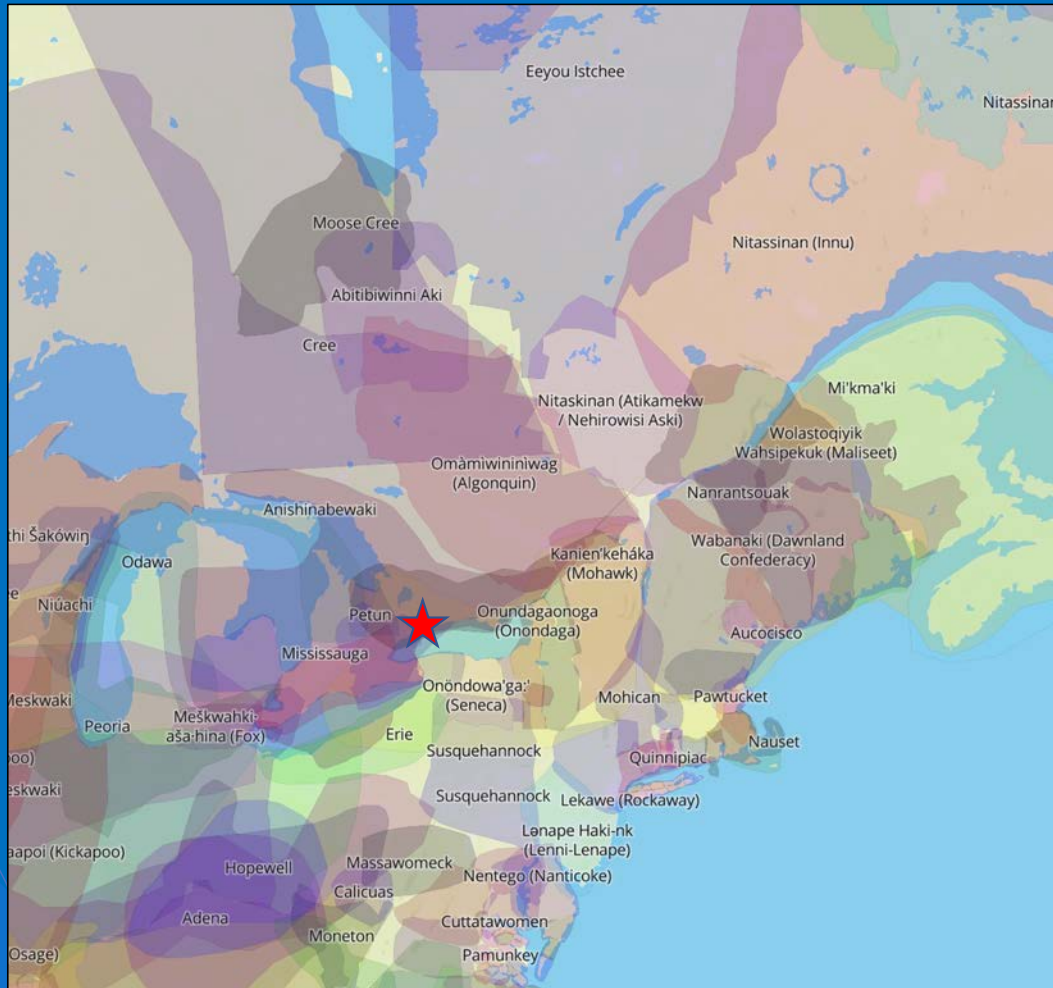 Eeyou Istchee
Nitassinan
Moose Cree
Nitassinan (Innu)
Abitibiwinni Aki
Cree
Mi'kma'ki
Nitaskinan (Atikamekw
/ Nehirowisi Aski)
Wolastoqiyik
Wahsipekuk (Maliseet)
Omàmiwininiwag
(Algonquin)
Nanrantsouak
Anishinabewaki
thi Šakówiŋ
Wabanaki (Dawnland
Confederacy)
Kanien'kehá:ka
(Mohawk)
Odawa
Niúachi
Petun
Onundagaonoga
(Onondaga)
Aucocisco
Mississauga
Onöndowa'ga:'
(Seneca)
Mohican
Pawtucket
Meskwaki
Peoria
Meškwahki-
aša·hina (Fox)
Erie
Nauset
Susquehannock
Quinnipiac
oo)
eskwaki
Susquehannock
Lekawe (Rockaway)
Lənape Haki-nk
(Lenni-Lenape)
aapoi (Kickapoo)
Hopewell
Massawomeck
Nentego (Nanticoke)
Calicuas
Adena
Cuttatawomen
Moneton
Osage)
Pamunkey